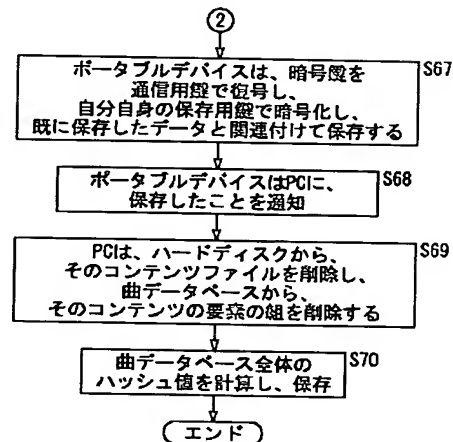 2
S67
ポータブルデバイスは、暗号鍵を
通信用鍵で復号し、
自分自身の保存用鍵で暗号化し、
既に保存したデータと関連付けて保存する
S68
ポータブルデバイスはPCに、
保存したことを通知
S69
PCは、ハードディスクから、
そのコンテンツファイルを削除し、
曲データベースから、
そのコンテンツの要素の組を削除する
S70
曲データベース全体の
ハッシュ値を計算し、保存
エンド